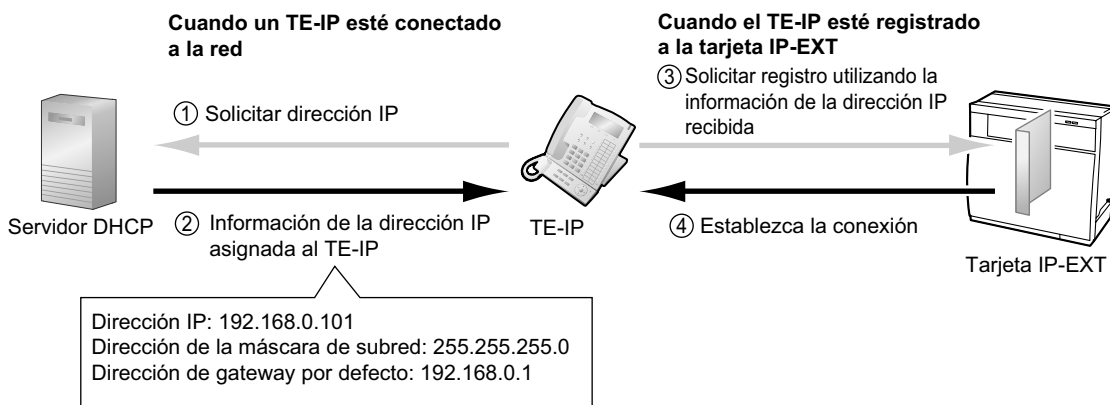 Cuando un TE-IP esté conectado
a la red
Cuando el TE-IP esté registrado
a la tarjeta IP-EXT
① Solicitar dirección IP
③ Solicitar registro utilizando la
información de la dirección IP
recibida
Servidor DHCP
② Información de la dirección IP
asignada al TE-IP
TE-IP
④ Establezca la conexión
Tarjeta IP-EXT
Dirección IP: 192.168.0.101
Dirección de la máscara de subred: 255.255.255.0
Dirección de gateway por defecto: 192.168.0.1